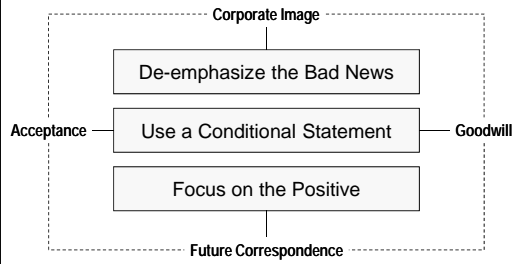 Corporate Image
De-emphasize the Bad News
Acceptance
Use a Conditional Statement
Goodwill
Focus on the Positive
Future Correspondence